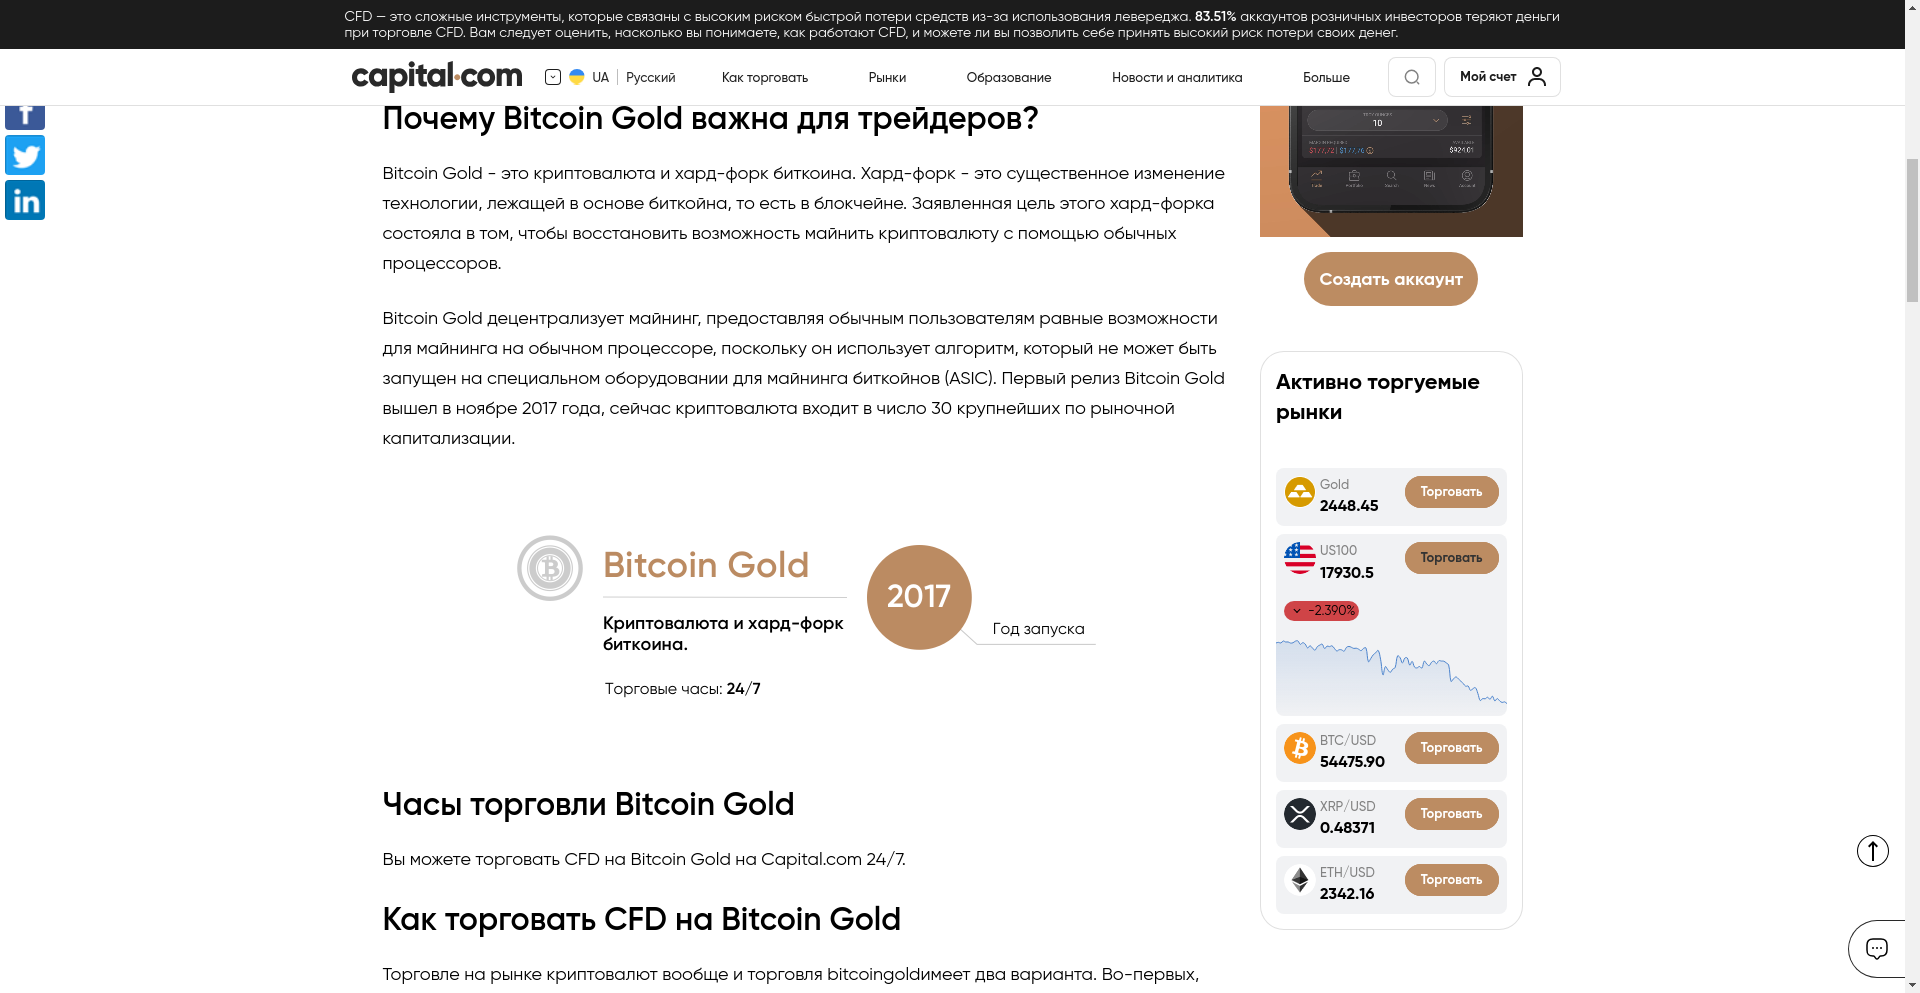 CFD — это сложные инструменты, которые связаны с высоким риском быстрой потери средств из-за использования левереджа. 83.51% аккаунтов розничных инвесторов теряют деньги
при торговле CFD. Вам следует оценить, насколько вы понимаете, как работают CFD, и можете ли вы позволить себе принять высокий риск потери своих денег.
capital.com
UA
Русский
Как торговать
Рынки
Образование
Новости и аналитика
Больше
Мой счет
Почему Bitcoin Gold важна для трейдеров?
Bitcoin Gold - это криптовалюта и хард-форк биткоина. Хард-форк - это существенное изменение
технологии, лежащей в основе биткойна, то есть в блокчейне. Заявленная цель этого хард-форка
состояла в том, чтобы восстановить возможность майнить криптовалюту с помощью обычных
процессоров.
Bitcoin Gold децентрализует майнинг, предоставляя обычным пользователям равные возможности
для майнинга на обычном процессоре, поскольку он использует алгоритм, который не может быть
запущен на специальном оборудовании для майнинга биткойнов (ASIC). Первый релиз Bitcoin Gold
вышел в ноябре 2017 года, сейчас криптовалюта входит в число 30 крупнейших по рыночной
капитализации.
Bitcoin Gold
Криптовалюта и хард-форк
биткоина.
Торговые часы: 24/7
2017
Год запуска
Часы торговли Bitcoin Gold
Вы можете торговать CFD на Bitcoin Gold на Capital.com 24/7.
Как торговать CFD на Bitcoin Gold
Торговле на рынке криптовалют вообще и торговля bitcoingoldимеет два варианта. Во-первых,
10
$177,72 $177,76
$924.01
Создать аккаунт
Активно торгуемые
рынки
Gold
2448.45
Торговать
US100
17930.5
Торговать
-2.390%
BTC/USD
54475.90
Торговать
XRP/USD
0.48371
Торговать
ETH/USD
2342.16
Торговать